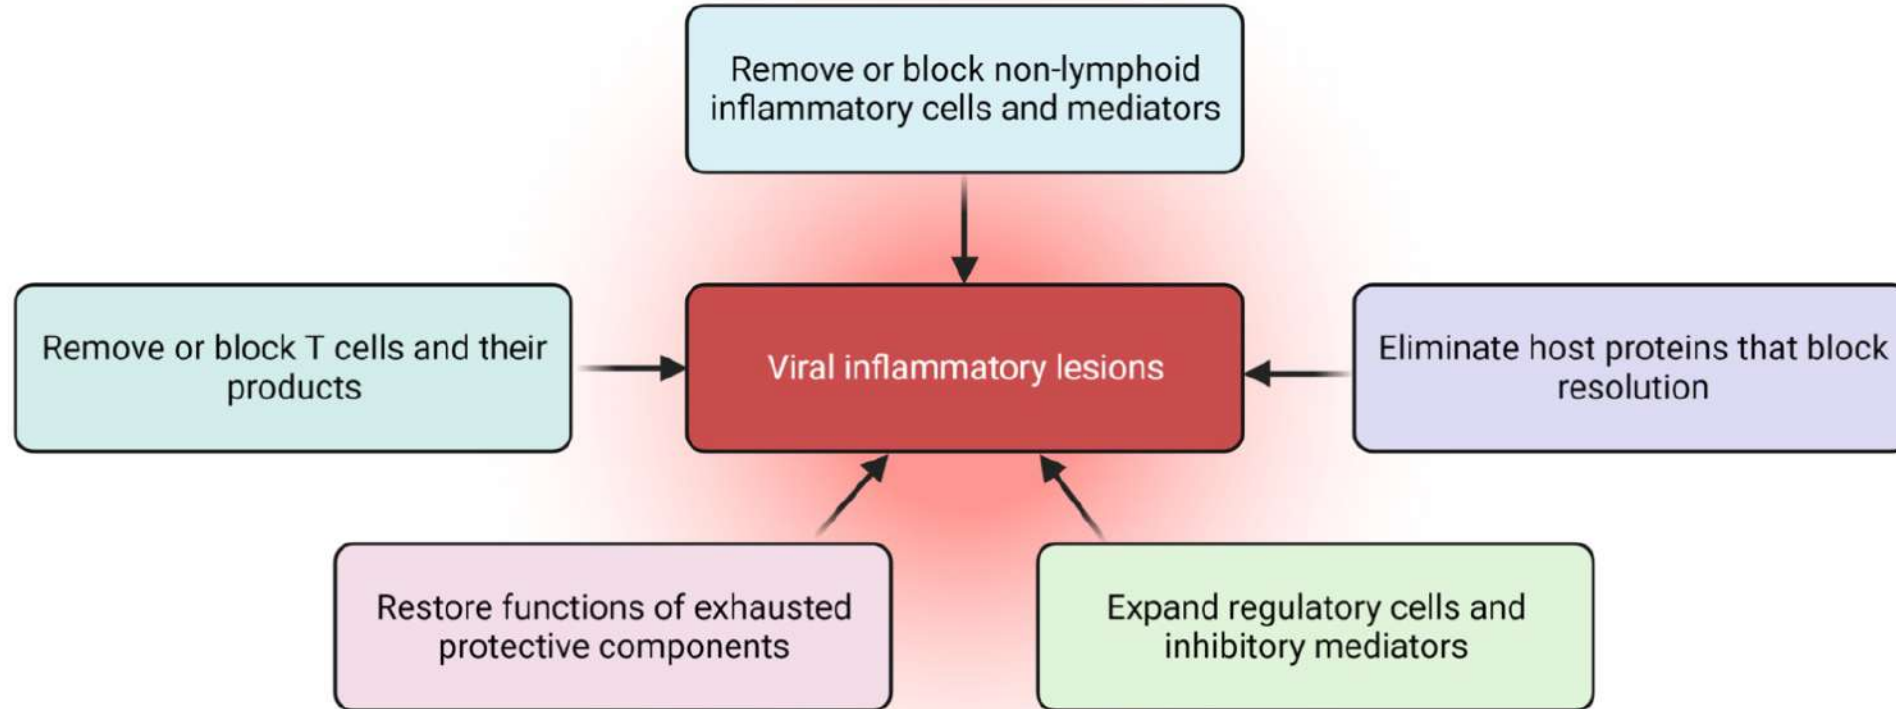 Remove or block non-lymphoid
inflammatory cells and mediators
Remove or block T cells and their
products
Viral inflammatory lesions
Eliminate host proteins that block
resolution
Restore functions of exhausted
protective components
Expand regulatory cells and
inhibitory mediators